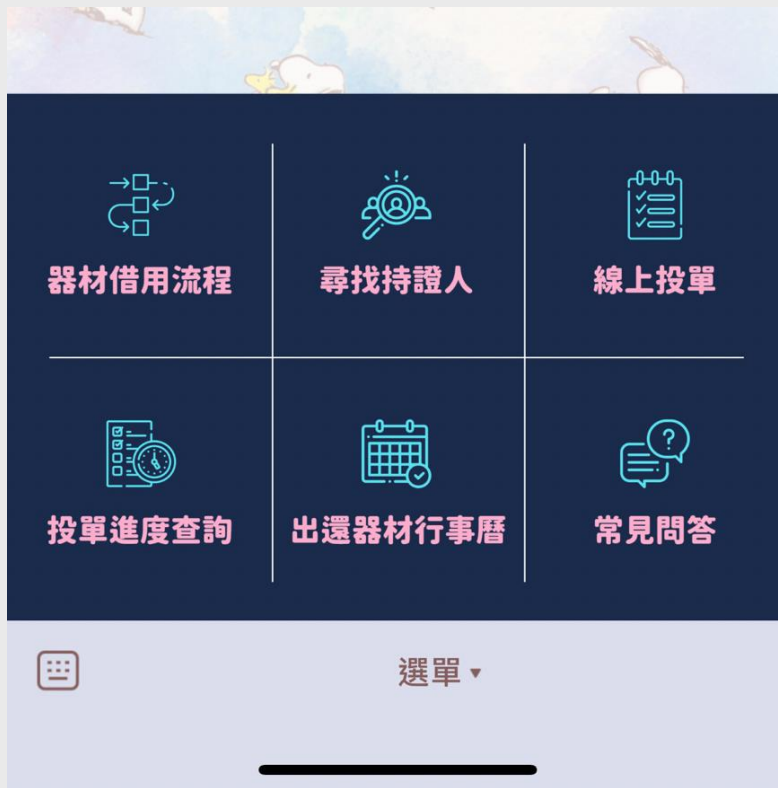 器材借用流程
尋找持證人
線上投單
投單進度查詢
出還器材行事曆
常見問答
選單▼